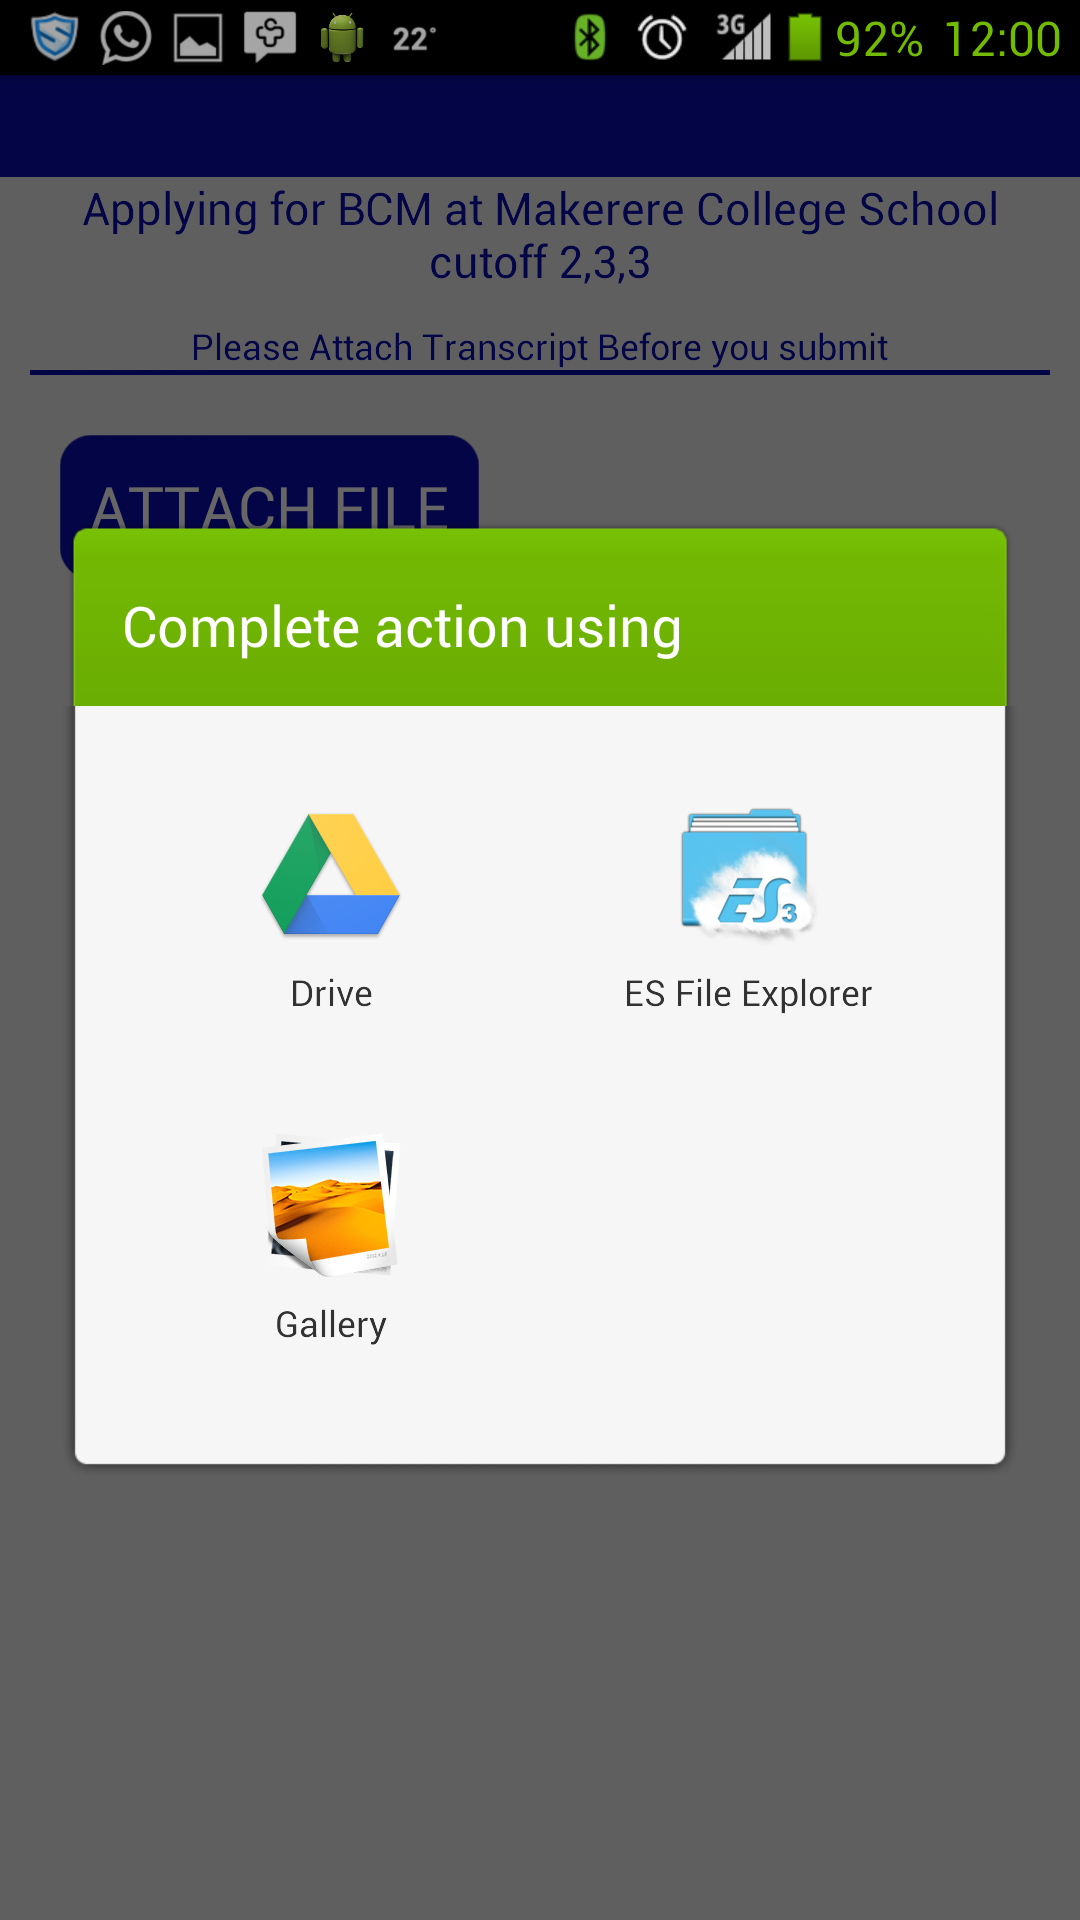 22°
3G
92% 12:00
Applying for BCM at Makerere College School
cutoff 2,3,3
Please Attach Transcript Before you submit
ATTACH FILE
Complete action using
ES3
Drive
ES File Explorer
Gallery